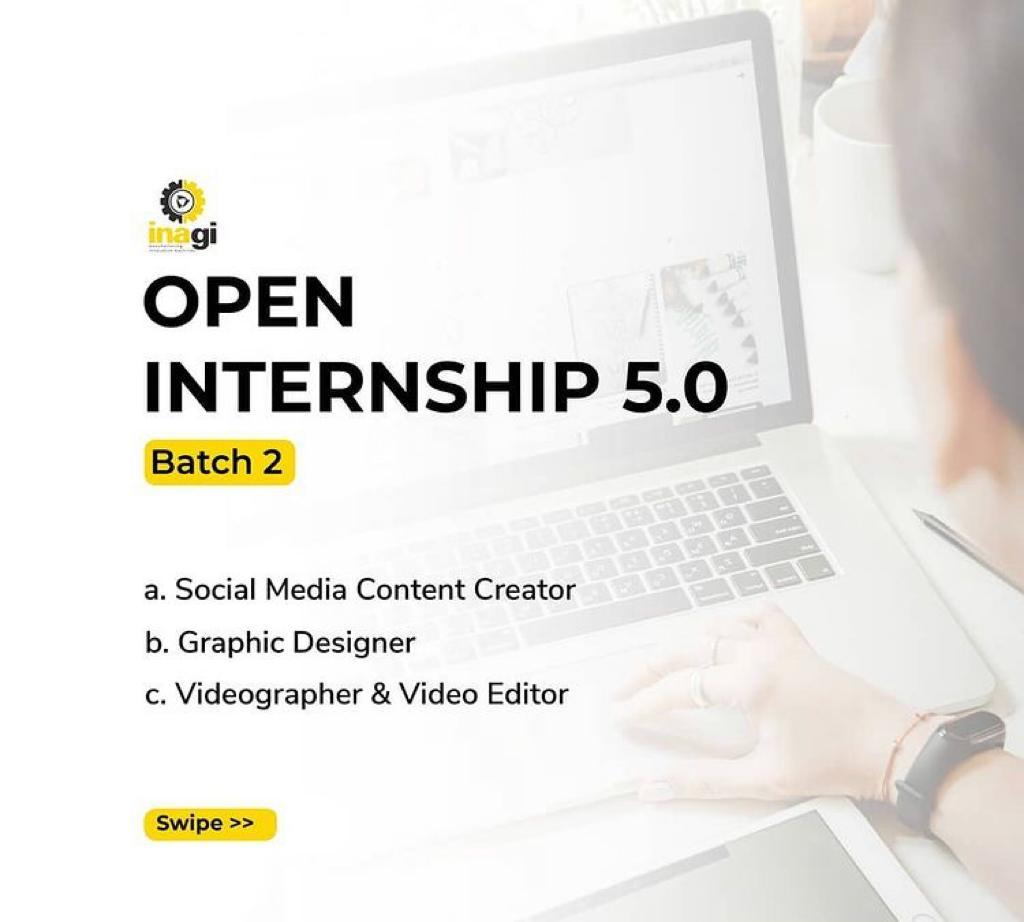 inagi
OPEN
INTERNSHIP 5.0
Batch 2
a. Social Media Content Creator
b. Graphic Designer
c. Videographer & Video Editor
Swipe >>